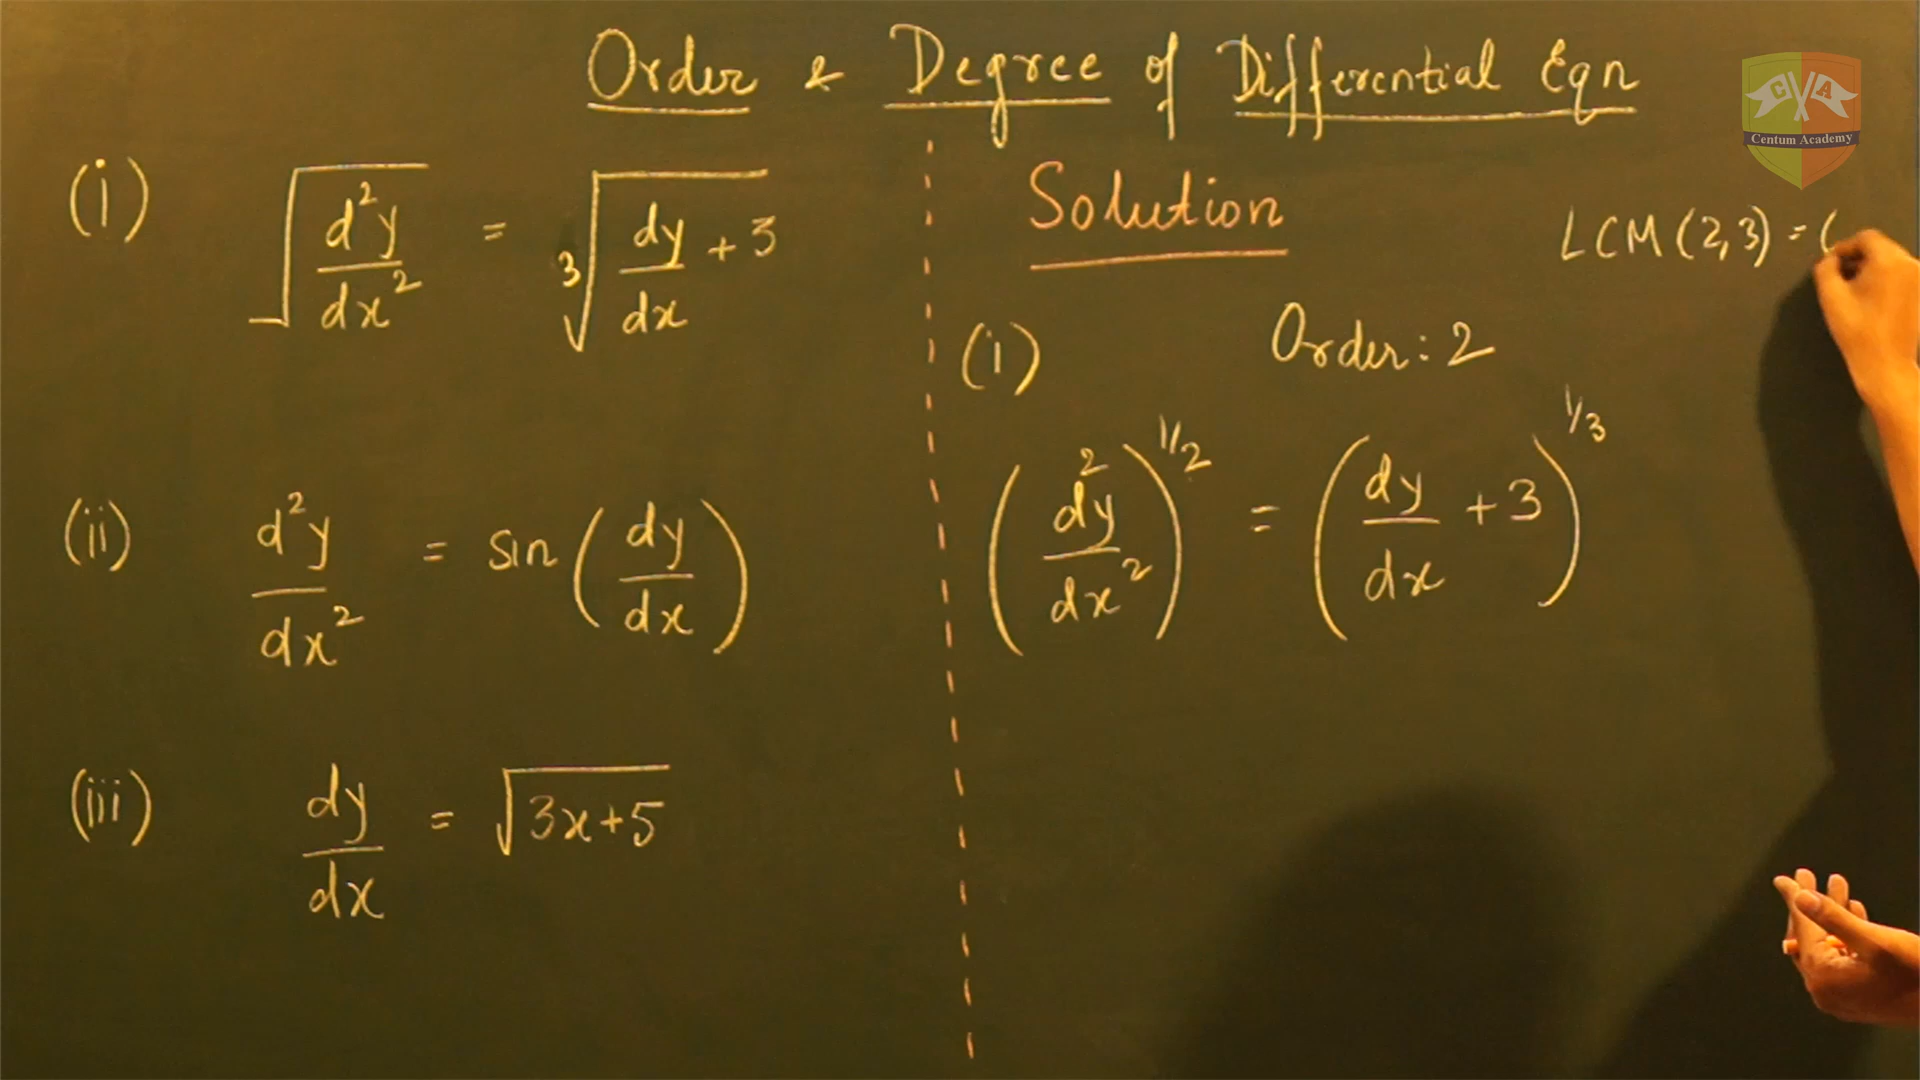 Order & Degree of Differential Eqn
C A
Centum Academy
(i) √(d²y/dx²) = ∛(dy/dx + 3)
(ii) d²y/dx² = sin(dy/dx)
(iii) dy/dx = √(3x+5)
Solution
LCM (2,3) = (
(i) Order: 2
(d²y/dx²)^1/2 = (dy/dx + 3)^1/3